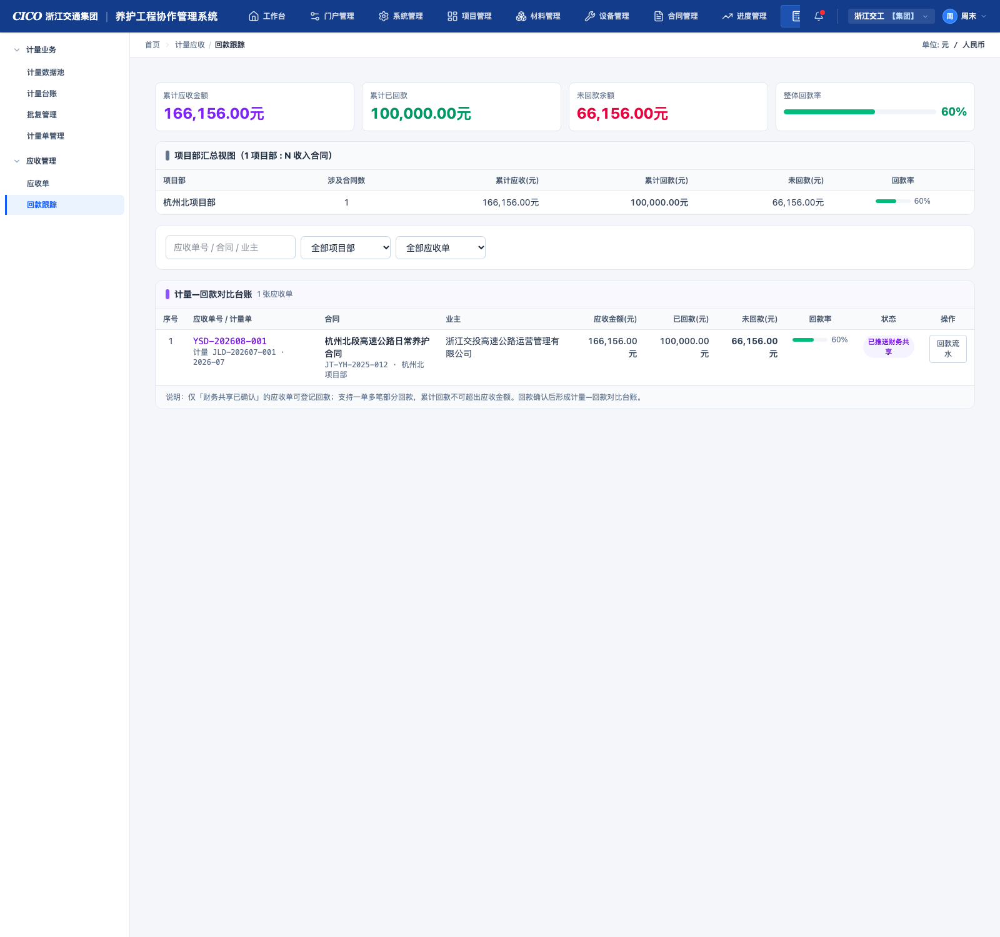 CICO 浙江交通集团 | 养护工程协作管理系统 工作台 门户管理 系统管理 项目管理 材料管理 设备管理 合同管理 进度管理 浙江交工 【集团】 周 周末
首页 > 计量应收 / 回款跟踪 单位: 元 / 人民币
计量业务
计量数据池
计量台账
批复管理
计量单管理
应收管理
应收单
回款跟踪
累计应收金额
166,156.00元
累计已回款
100,000.00元
未回款余额
66,156.00元
整体回款率
60%
项目部汇总视图（1 项目部 : N 收入合同）
项目部 涉及合同数 累计应收(元) 累计回款(元) 未回款(元) 回款率
杭州北项目部 1 166,156.00元 100,000.00元 66,156.00元 60%
应收单号 / 合同 / 业主 全部项目部 全部应收单
计量—回款对比台账 1 张应收单
序号 应收单号 / 计量单 合同 业主 应收金额(元) 已回款(元) 未回款(元) 回款率 状态 操作
1
YSD-202608-001
计量 JLD-202607-001 ·
2026-07
杭州北段高速公路日常养护
合同
JT-YH-2025-012 · 杭州北
项目部
浙江交投高速公路运营管理有
限公司
166,156.00
元
100,000.00
元
66,156.00
元
60%
已推送财务共
享
回款流
水
说明：仅「财务共享已确认」的应收单可登记回款；支持一单多笔部分回款，累计回款不可超出应收金额。回款确认后形成计量—回款对比台账。